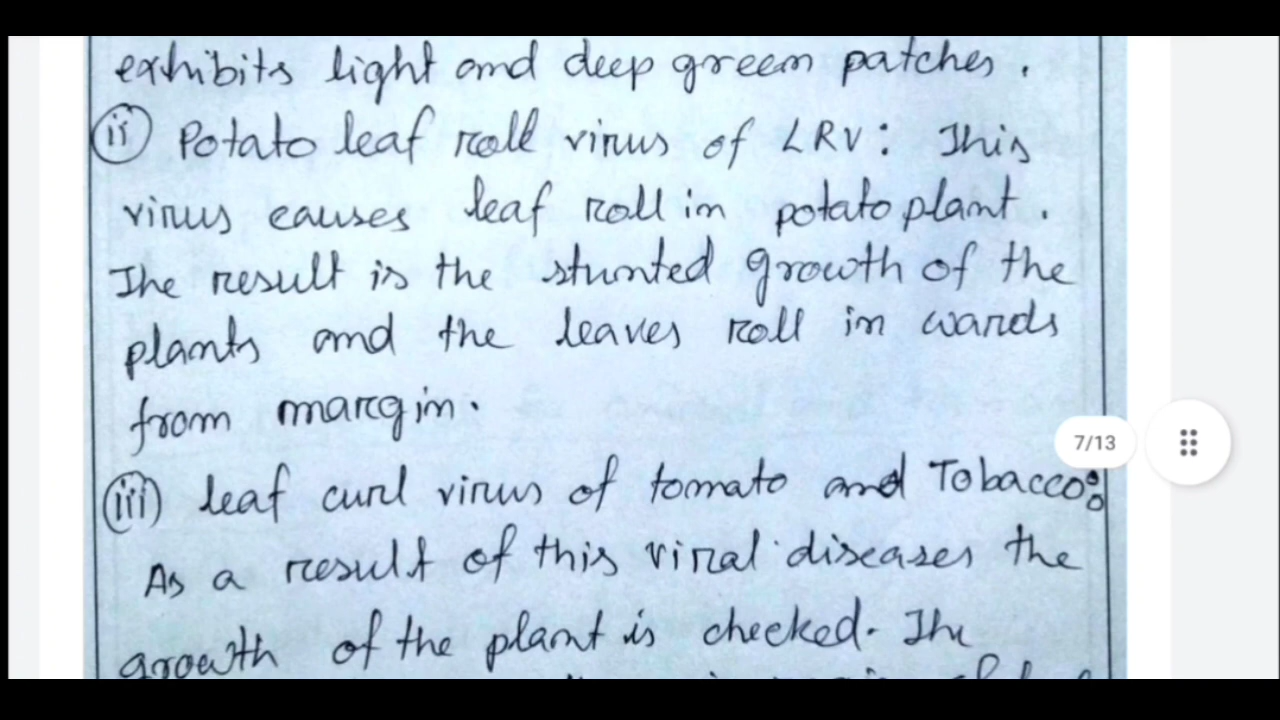 exhibits light and deep green patches.
(ii) Potato leaf roll virus of LRV: This
virus causes leaf roll in potato plant.
The result is the stunted growth of the
plants and the leaves roll in wards
from margin.
7/13
(iii) leaf curl virus of tomato and Tobacco:
As a result of this viral diseases the
growth of the plant is checked. The